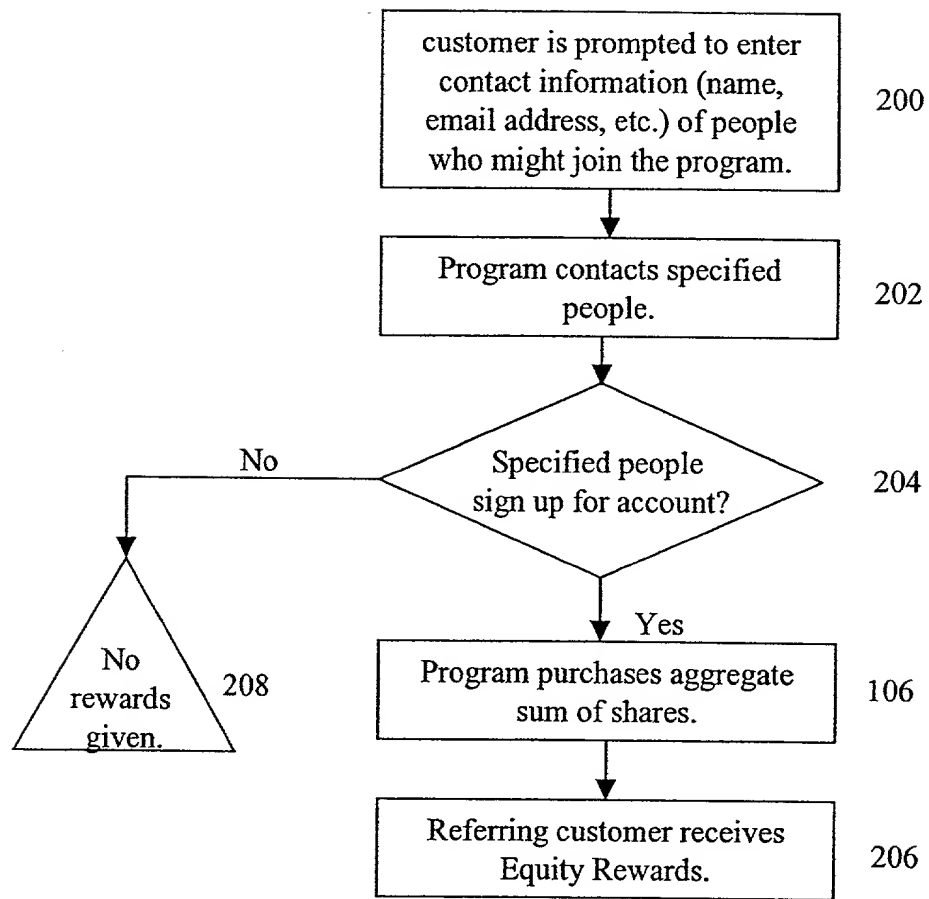 customer is prompted to enter
contact information (name,
email address, etc.) of people
who might join the program.
200
Program contacts specified
people.
202
Specified people
sign up for account?
204
No
No
rewards
given.
208
Yes
Program purchases aggregate
sum of shares.
106
Referring customer receives
Equity Rewards.
206